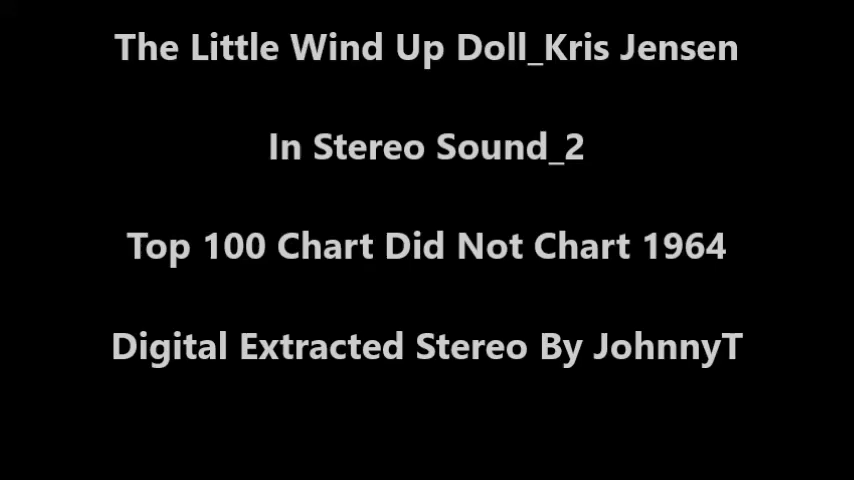 The Little Wind Up Doll_Kris Jensen
In Stereo Sound_2
Top 100 Chart Did Not Chart 1964
Digital Extracted Stereo By JohnnyT